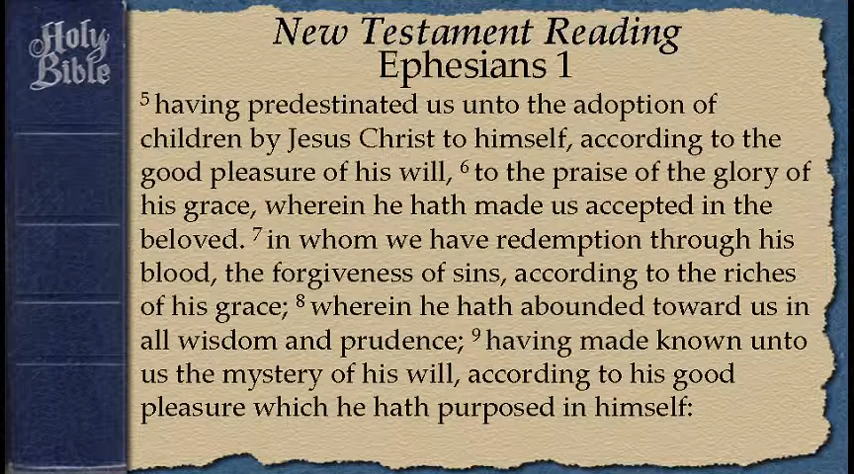 Holy
Bible
New Testament Reading
Ephesians 1
5 having predestinated us unto the adoption of
children by Jesus Christ to himself, according to the
good pleasure of his will, 6 to the praise of the glory of
his grace, wherein he hath made us accepted in the
beloved. 7 in whom we have redemption through his
blood, the forgiveness of sins, according to the riches
of his grace; 8 wherein he hath abounded toward us in
all wisdom and prudence; 9 having made known unto
us the mystery of his will, according to his good
pleasure which he hath purposed in himself: